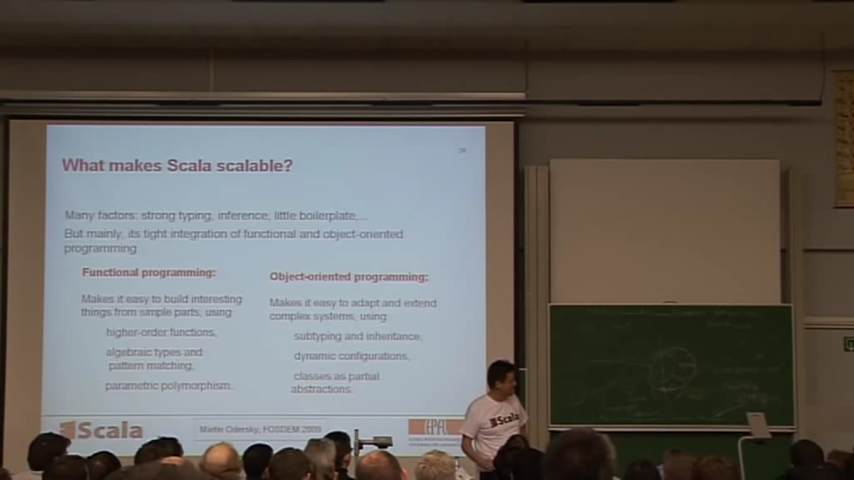 What makes Scala scalable?
Many factors: strong typing, inference, little boilerplate,...
But mainly, its tight integration of functional and object-oriented
programming
Functional programming:
Makes it easy to build interesting
things from simple parts, using
higher-order functions,
algebraic types and
pattern matching,
parametric polymorphism.
Object-oriented programming:
Makes it easy to adapt and extend
complex systems, using
subtyping and inheritance,
dynamic configurations,
classes as partial
abstractions.
Scala
Martin Odersky, FOSDEM 2009
EPFL
Scala